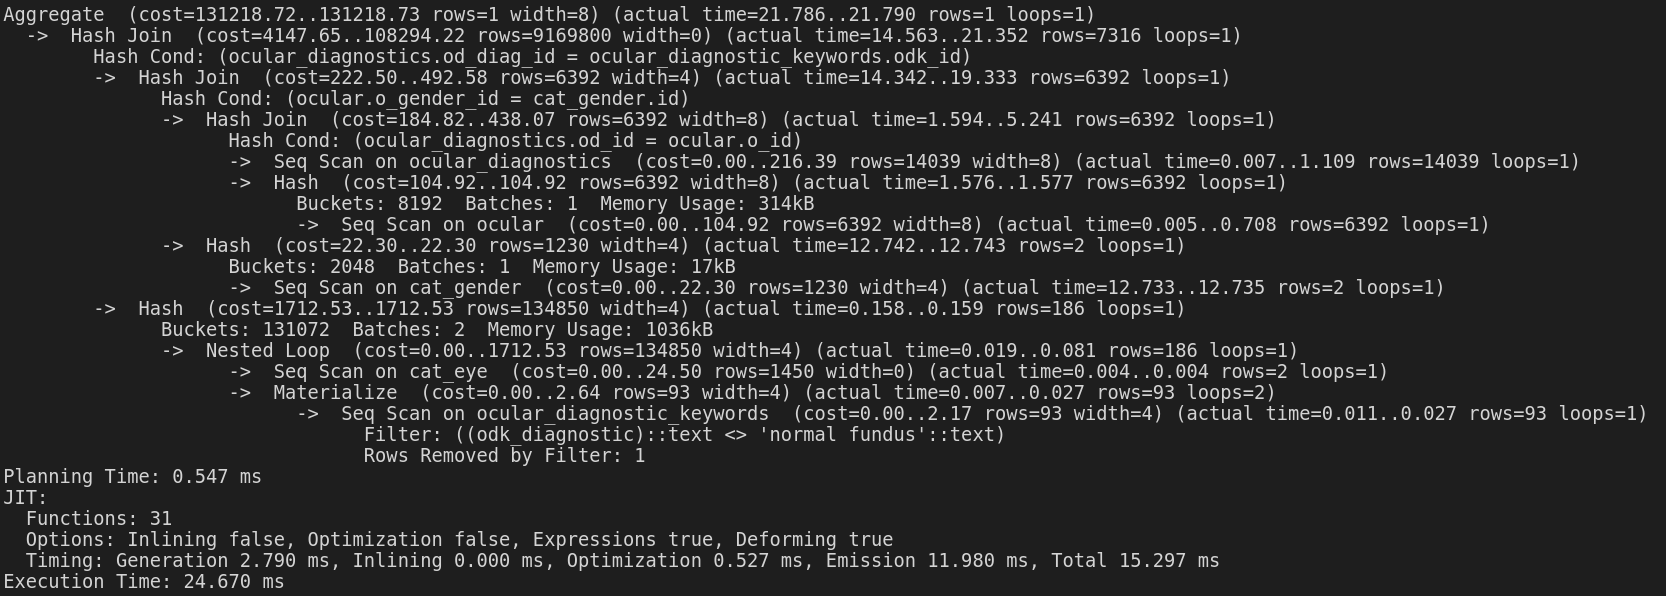 Aggregate  (cost=131218.72..131218.73 rows=1 width=8) (actual time=21.786..21.790 rows=1 loops=1)
  ->  Hash Join  (cost=4147.65..108294.22 rows=9169800 width=0) (actual time=14.563..21.352 rows=7316 loops=1)
        Hash Cond: (ocular_diagnostics.od_diag_id = ocular_diagnostic_keywords.odk_id)
        ->  Hash Join  (cost=222.50..492.58 rows=6392 width=4) (actual time=14.342..19.333 rows=6392 loops=1)
              Hash Cond: (ocular.o_gender_id = cat_gender.id)
              ->  Hash Join  (cost=184.82..438.07 rows=6392 width=8) (actual time=1.594..5.241 rows=6392 loops=1)
                    Hash Cond: (ocular_diagnostics.od_id = ocular.o_id)
                    ->  Seq Scan on ocular_diagnostics  (cost=0.00..216.39 rows=14039 width=8) (actual time=0.007..1.109 rows=14039 loops=1)
                    ->  Hash  (cost=104.92..104.92 rows=6392 width=8) (actual time=1.576..1.577 rows=6392 loops=1)
                          Buckets: 8192  Batches: 1  Memory Usage: 314kB
                          ->  Seq Scan on ocular  (cost=0.00..104.92 rows=6392 width=8) (actual time=0.005..0.708 rows=6392 loops=1)
              ->  Hash  (cost=22.30..22.30 rows=1230 width=4) (actual time=12.742..12.743 rows=2 loops=1)
                    Buckets: 2048  Batches: 1  Memory Usage: 17kB
                    ->  Seq Scan on cat_gender  (cost=0.00..22.30 rows=1230 width=4) (actual time=12.733..12.735 rows=2 loops=1)
        ->  Hash  (cost=1712.53..1712.53 rows=134850 width=4) (actual time=0.158..0.159 rows=186 loops=1)
              Buckets: 131072  Batches: 2  Memory Usage: 1036kB
              ->  Nested Loop  (cost=0.00..1712.53 rows=134850 width=4) (actual time=0.019..0.081 rows=186 loops=1)
                    ->  Seq Scan on cat_eye  (cost=0.00..24.50 rows=1450 width=0) (actual time=0.004..0.004 rows=2 loops=1)
                    ->  Materialize  (cost=0.00..2.64 rows=93 width=4) (actual time=0.007..0.027 rows=93 loops=2)
                          ->  Seq Scan on ocular_diagnostic_keywords  (cost=0.00..2.17 rows=93 width=4) (actual time=0.011..0.027 rows=93 loops=1)
                                Filter: ((odk_diagnostic)::text <> 'normal fundus'::text)
                                Rows Removed by Filter: 1
Planning Time: 0.547 ms
JIT:
  Functions: 31
  Options: Inlining false, Optimization false, Expressions true, Deforming true
  Timing: Generation 2.790 ms, Inlining 0.000 ms, Optimization 0.527 ms, Emission 11.980 ms, Total 15.297 ms
Execution Time: 24.670 ms